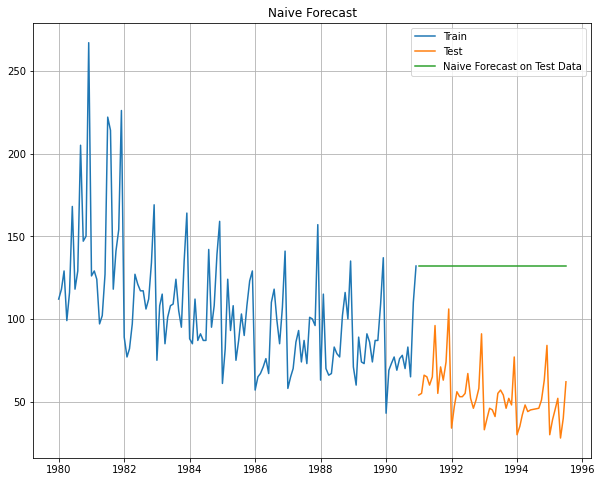 Naive Forecast
Train
Test
Naive Forecast on Test Data
250
200
150
100
50
1980 1982 1984 1986 1988 1990 1992 1994 1996